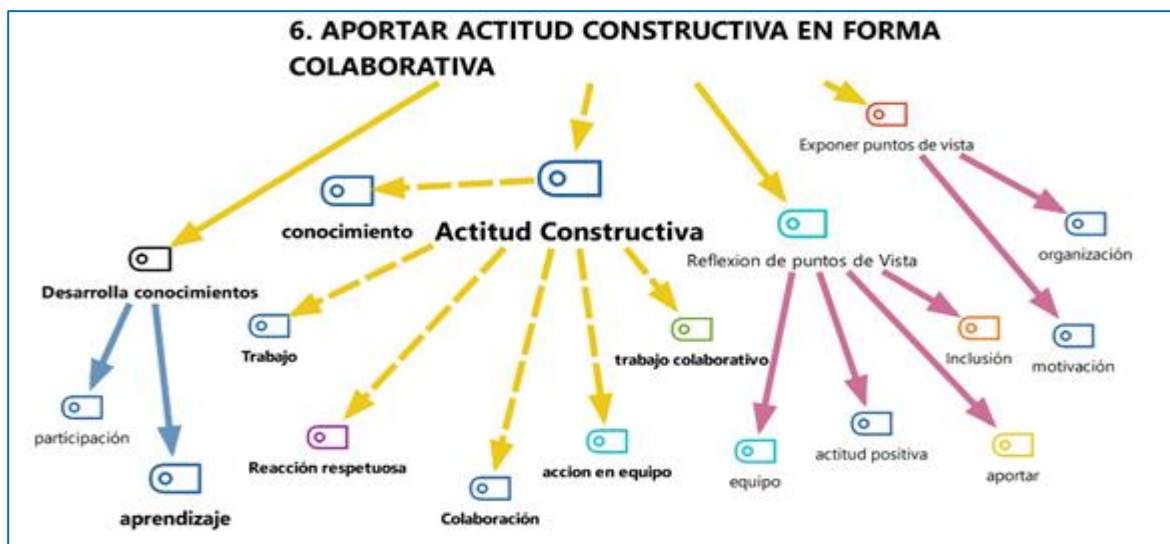 6. APORTAR ACTITUD CONSTRUCTIVA EN FORMA
COLABORATIVA
Exponer puntos de vista
conocimiento
Actitud Constructiva
Reflexion de puntos de Vista
organización
Desarrolla conocimientos
Trabajo
trabajo colaborativo
Inclusión
motivación
participación
Reacción respetuosa
accion en equipo
equipo
actitud positiva
aportar
aprendizaje
Colaboración